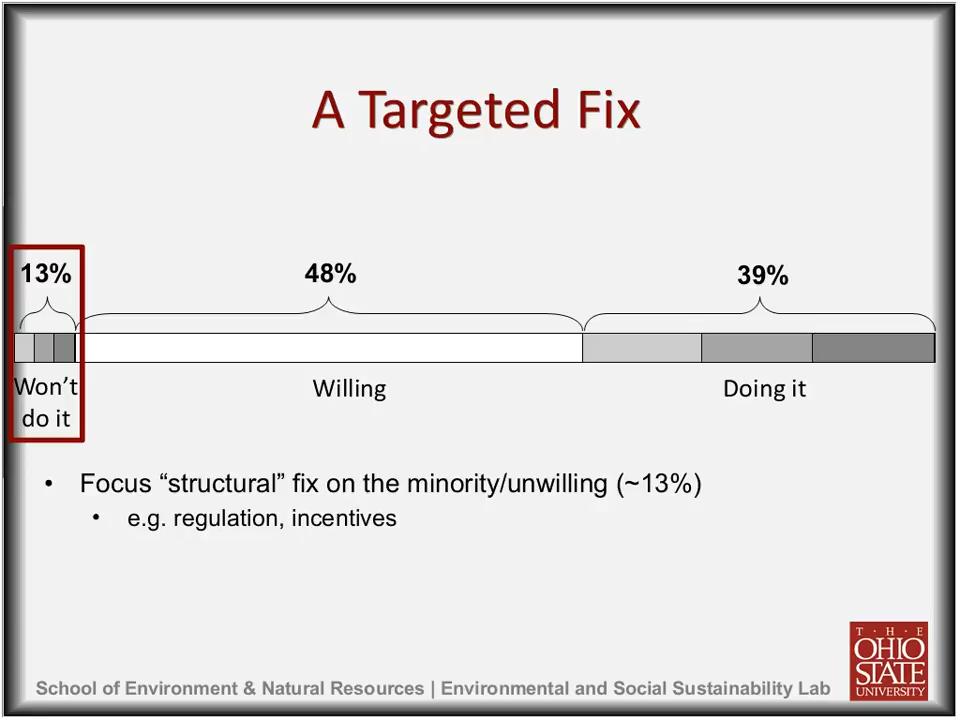 A Targeted Fix
13% 48% 39%
Won't
do it
Willing
Doing it
• Focus “structural” fix on the minority/unwilling (~13%)
• e.g. regulation, incentives
School of Environment & Natural Resources | Environmental and Social Sustainability Lab
T · H · E
OHIO
STATE
UNIVERSITY